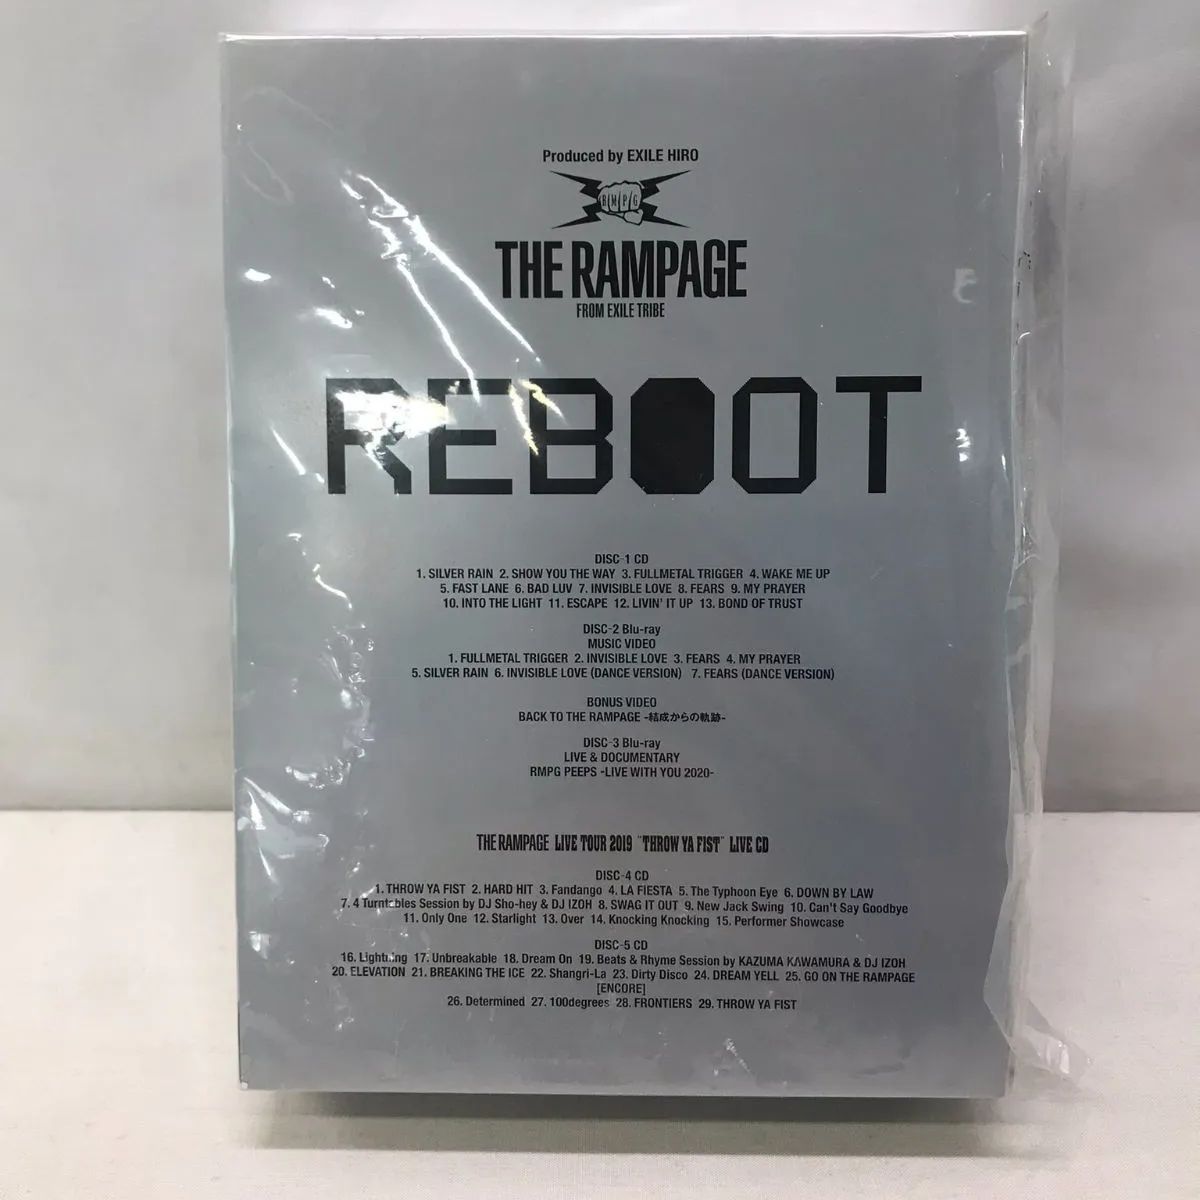 Produced by EXILE HIRO
RMPG
THE RAMPAGE
FROM EXILE TRIBE
REBOOT
DISC-1 CD
1. SILVER RAIN 2. SHOW YOU THE WAY 3. FULLMETAL TRIGGER 4. WAKE ME UP
5. FAST LANE 6. BAD LUV 7. INVISIBLE LOVE 8. FEARS 9. MY PRAYER
10. INTO THE LIGHT 11. ESCAPE 12. LIVIN' IT UP 13. BOND OF TRUST
DISC-2 Blu-ray
MUSIC VIDEO
1. FULLMETAL TRIGGER 2. INVISIBLE LOVE 3. FEARS 4. MY PRAYER
5. SILVER RAIN 6. INVISIBLE LOVE (DANCE VERSION) 7. FEARS (DANCE VERSION)
BONUS VIDEO
BACK TO THE RAMPAGE -結成からの軌跡-
DISC-3 Blu-ray
LIVE & DOCUMENTARY
RMPG PEEPS -LIVE WITH YOU 2020-
THE RAMPAGE LIVE TOUR 2019 "THROW YA FIST" LIVE CD
DISC-4 CD
1. THROW YA FIST 2. HARD HIT 3. Fandango 4. LA FIESTA 5. The Typhoon Eye 6. DOWN BY LAW
7. 4 Turntables Session by DJ Sho-hey & DJ IZOH 8. SWAG IT OUT 9. New Jack Swing 10. Can't Say Goodbye
11. Only One 12. Starlight 13. Over 14. Knocking Knocking 15. Performer Showcase
DISC-5 CD
16. Lightning 17. Unbreakable 18. Dream On 19. Beats & Rhyme Session by KAZUMA KAWAMURA & DJ IZOH
20. ELEVATION 21. BREAKING THE ICE 22. Shangri-La 23. Dirty Disco 24. DREAM YELL 25. GO ON THE RAMPAGE
[ENCORE]
26. Determined 27. 100degrees 28. FRONTIERS 29. THROW YA FIST